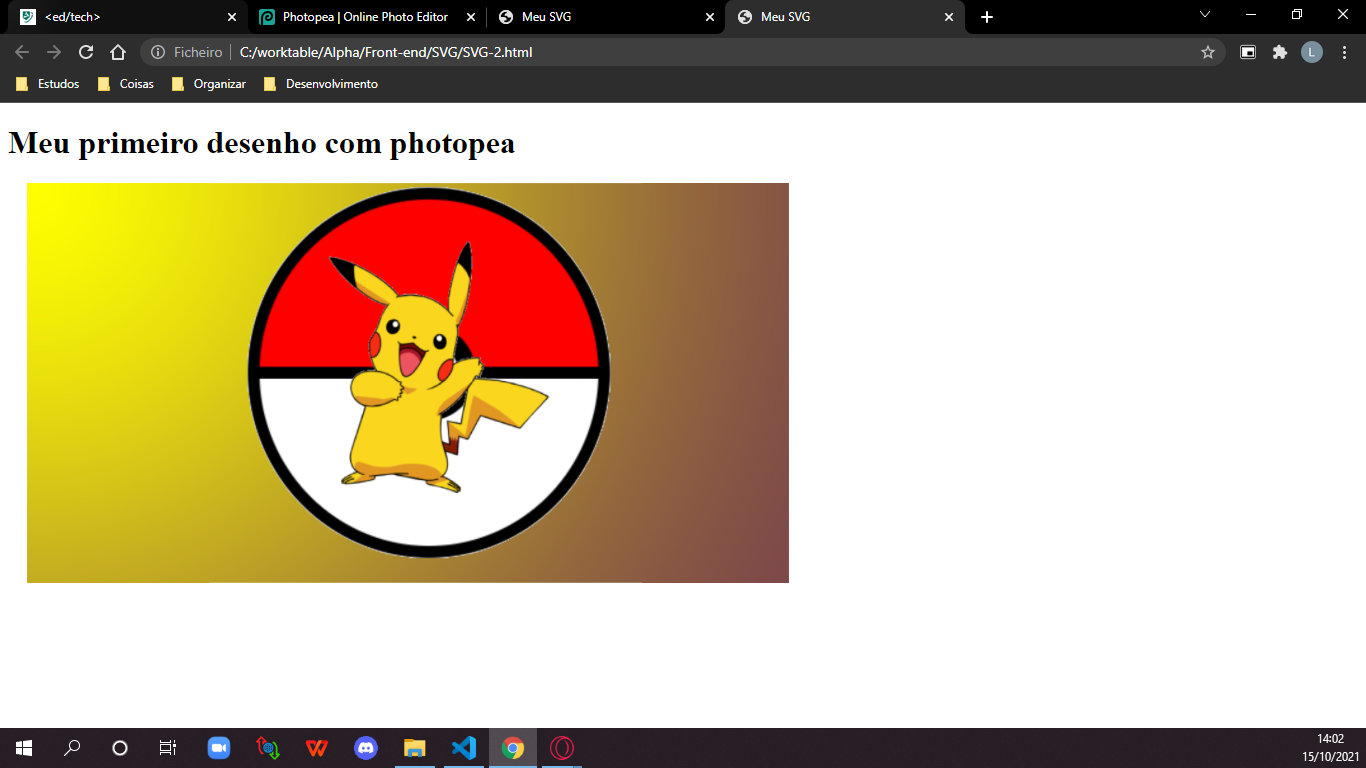 <ed/tech>
Photopea | Online Photo Editor
Meu SVG
Meu SVG
Ficheiro
C:/worktable/Alpha/Front-end/SVG/SVG-2.html
L
Estudos
Coisas
Organizar
Desenvolvimento
Meu primeiro desenho com photopea
14:02
15/10/2021